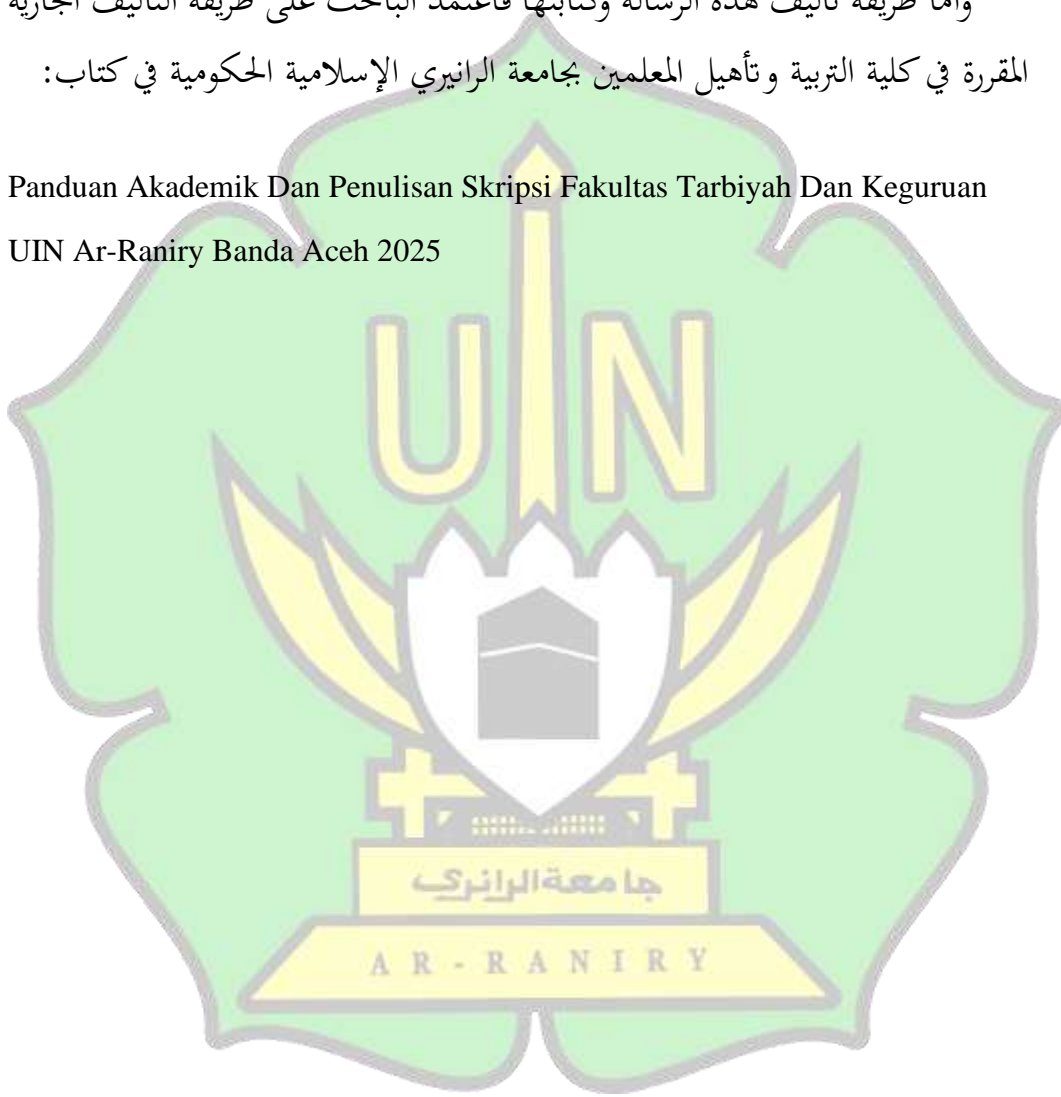 وأما طريقة تأليف هذه الرسالة وكتابتها فاعتمد الباحث على طريقة التأليف الجارية
المقررة في كلية التربية وتأهيل المعلمين بجامعة الرانيري الإسلامية الحكومية في كتاب:
Panduan Akademik Dan Penulisan Skripsi Fakultas Tarbiyah Dan Keguruan
UIN Ar-Raniry Banda Aceh 2025
UIN
جامعة الرانري
AR-RANIRY